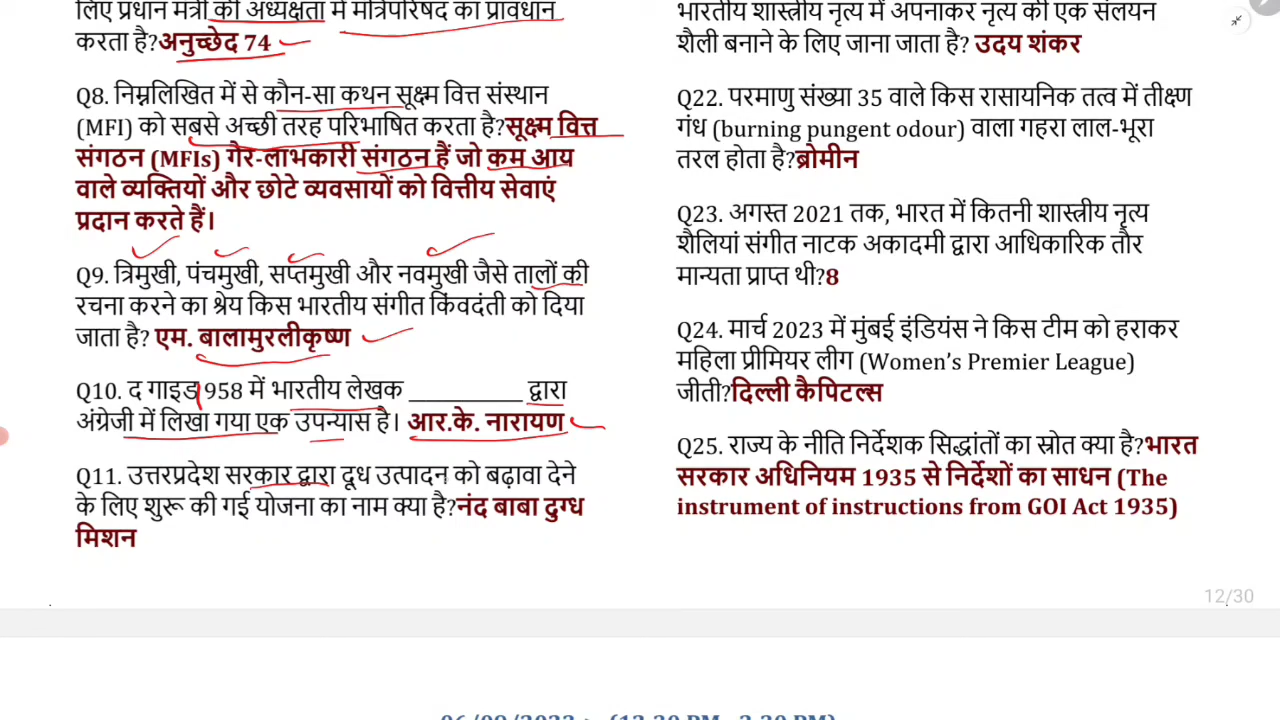 लिए प्रधान मंत्री की अध्यक्षता में मंत्रिपरिषद का प्रावधान
करता है?अनुच्छेद 74
Q8. निम्नलिखित में से कौन-सा कथन सूक्ष्म वित्त संस्थान
(MFI) को सबसे अच्छी तरह परिभाषित करता है?सूक्ष्म वित्त
संगठन (MFIs) गैर-लाभकारी संगठन हैं जो कम आय
वाले व्यक्तियों और छोटे व्यवसायों को वित्तीय सेवाएं
प्रदान करते हैं।
Q9. त्रिमुखी, पंचमुखी, सप्तमुखी और नवमुखी जैसे तालों की
रचना करने का श्रेय किस भारतीय संगीत किंवदंती को दिया
जाता है? एम. बालामुरलीकृष्ण
Q10. द गाइड 958 में भारतीय लेखक ____________ द्वारा
अंग्रेजी में लिखा गया एक उपन्यास है। आर.के. नारायण
Q11. उत्तरप्रदेश सरकार द्वारा दूध उत्पादन को बढ़ावा देने
के लिए शुरू की गई योजना का नाम क्या है?नंद बाबा दुग्ध
मिशन
भारतीय शास्त्रीय नृत्य में अपनाकर नृत्य की एक संलयन
शैली बनाने के लिए जाना जाता है? उदय शंकर
Q22. परमाणु संख्या 35 वाले किस रासायनिक तत्व में तीक्ष्ण
गंध (burning pungent odour) वाला गहरा लाल-भूरा
तरल होता है?ब्रोमीन
Q23. अगस्त 2021 तक, भारत में कितनी शास्त्रीय नृत्य
शैलियां संगीत नाटक अकादमी द्वारा आधिकारिक तौर
मान्यता प्राप्त थी?8
Q24. मार्च 2023 में मुंबई इंडियंस ने किस टीम को हराकर
महिला प्रीमियर लीग (Women's Premier League)
जीती?दिल्ली कैपिटल्स
Q25. राज्य के नीति निर्देशक सिद्धांतों का स्रोत क्या है?भारत
सरकार अधिनियम 1935 से निर्देशों का साधन (The
instrument of instructions from GOI Act 1935)
12/30